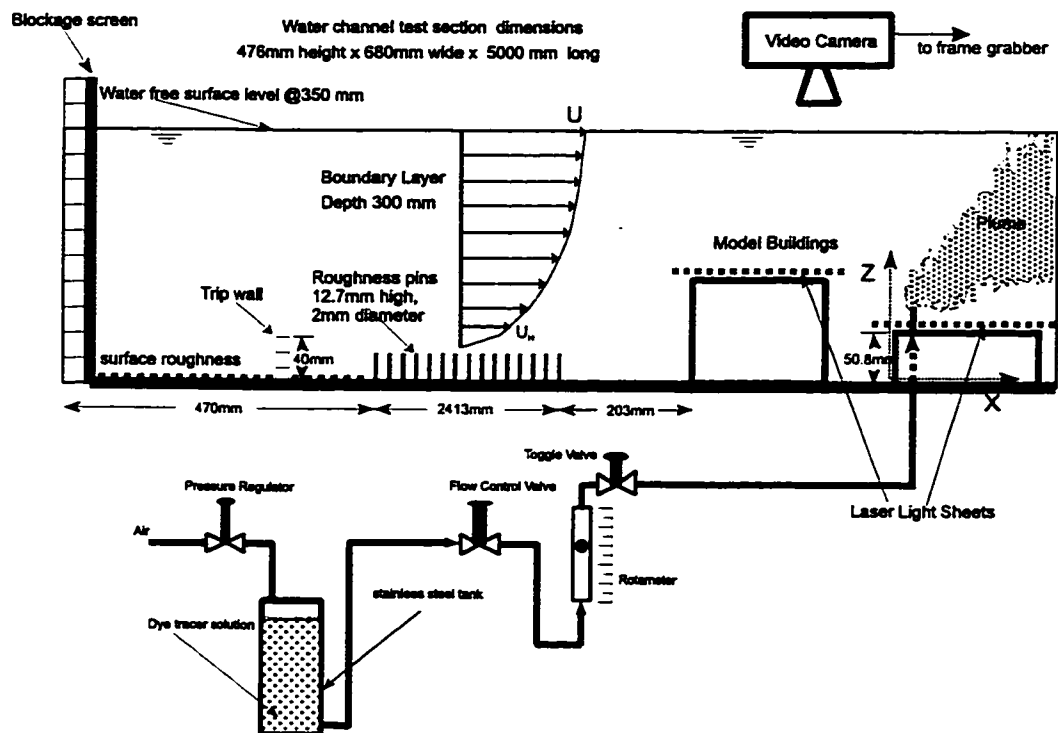 Blockage screen
Water channel test section dimensions
476mm height x 680mm wide x 5000 mm long
Video Camera
to frame grabber
Water free surface level @350 mm
U
Boundary Layer
Depth 300 mm
Plume
Model Buildings
Z
Roughness pins
12.7mm high,
2mm diameter
Trip wall
U_H
40mm
50.8mm
surface roughness
X
470mm
2413mm
203mm
Toggle Valve
Pressure Regulator
Flow Control Valve
Laser Light Sheets
Air
Rotameter
stainless steel tank
Dye tracer solution